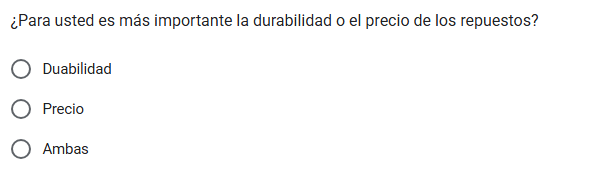 ¿Para usted es más importante la durabilidad o el precio de los repuestos?
Duabilidad
Precio
Ambas